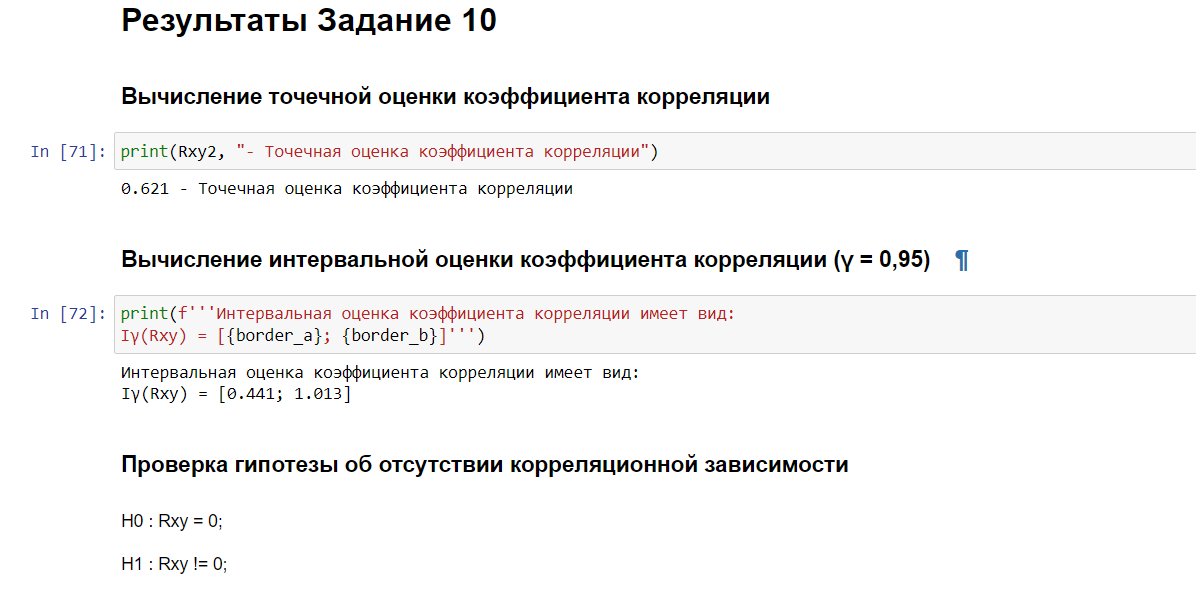 Результаты Задание 10
Вычисление точечной оценки коэффициента корреляции
In [71]: print(Rxy2, "- Точечная оценка коэффициента корреляции")
0.621 - Точечная оценка коэффициента корреляции
Вычисление интервальной оценки коэффициента корреляции (γ = 0,95) ¶
In [72]: print(f'''Интервальная оценка коэффициента корреляции имеет вид:
Iγ(Rxy) = [{border_a}; {border_b}]''')
Интервальная оценка коэффициента корреляции имеет вид:
Iγ(Rxy) = [0.441; 1.013]
Проверка гипотезы об отсутствии корреляционной зависимости
H0 : Rxy = 0;
H1 : Rxy != 0;